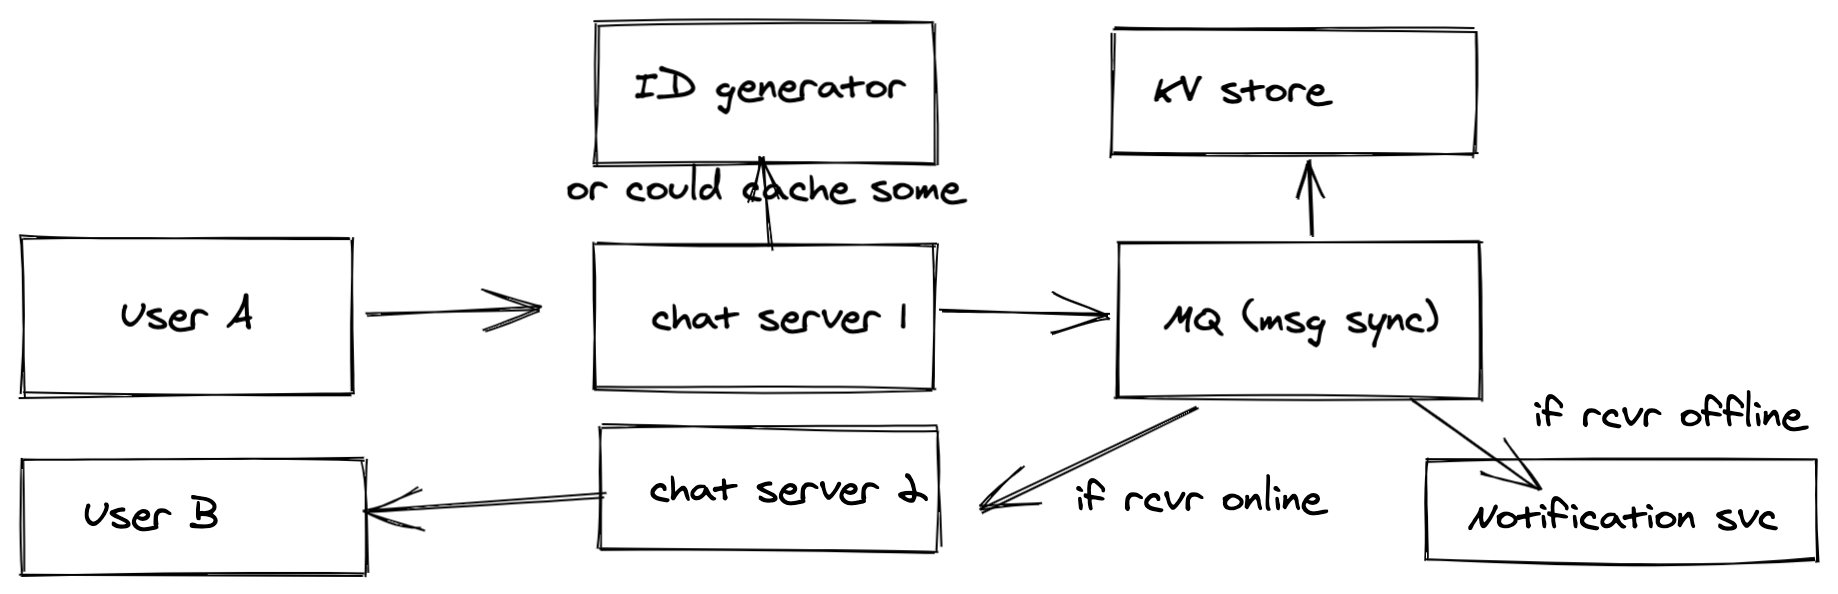 ID generator
KV store
or could cache some
User A
chat server 1
MQ (msg sync)
if rcvr offline
User B
chat server 2
if rcvr online
Notification svc